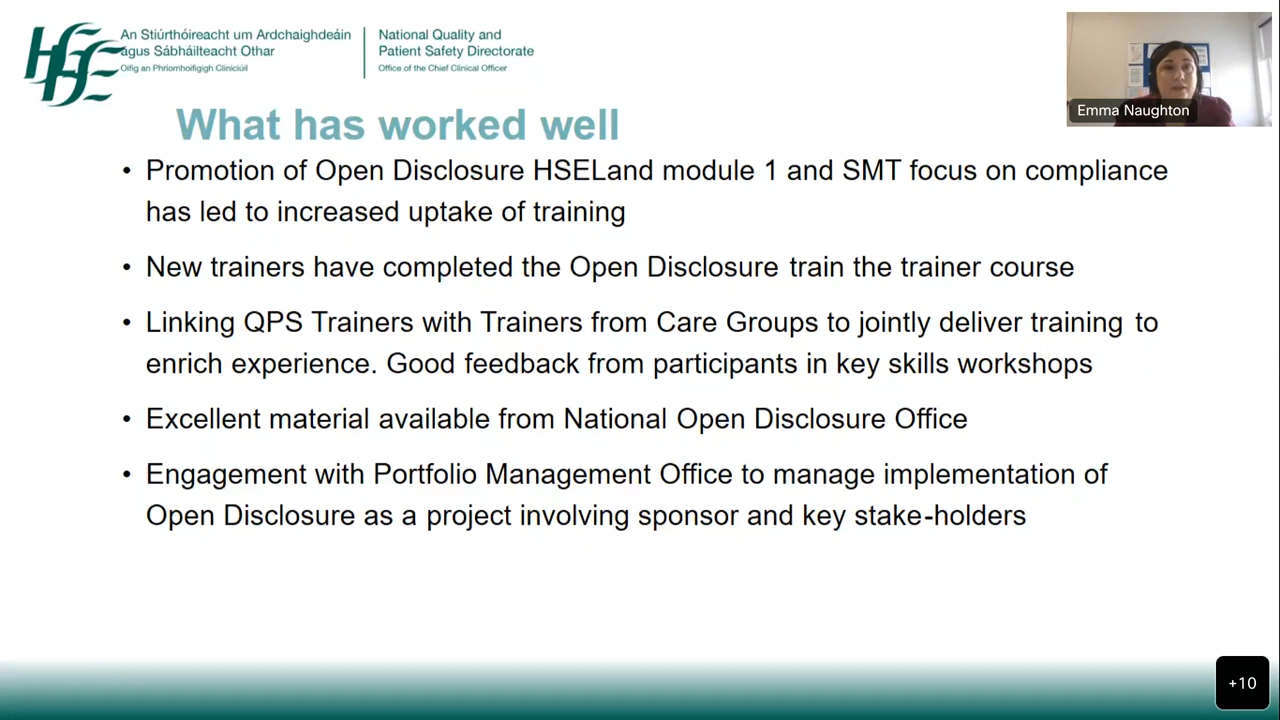 An Stiúrthóireacht um Ardchaighdeáin
agus Sábháilteacht Othar
Oifig an Phríomhoifigigh Cliniciúil
National Quality and
Patient Safety Directorate
Office of the Chief Clinical Officer
Emma Naughton
What has worked well
• Promotion of Open Disclosure HSELand module 1 and SMT focus on compliance
has led to increased uptake of training
• New trainers have completed the Open Disclosure train the trainer course
• Linking QPS Trainers with Trainers from Care Groups to jointly deliver training to
enrich experience. Good feedback from participants in key skills workshops
• Excellent material available from National Open Disclosure Office
• Engagement with Portfolio Management Office to manage implementation of
Open Disclosure as a project involving sponsor and key stake-holders
+10